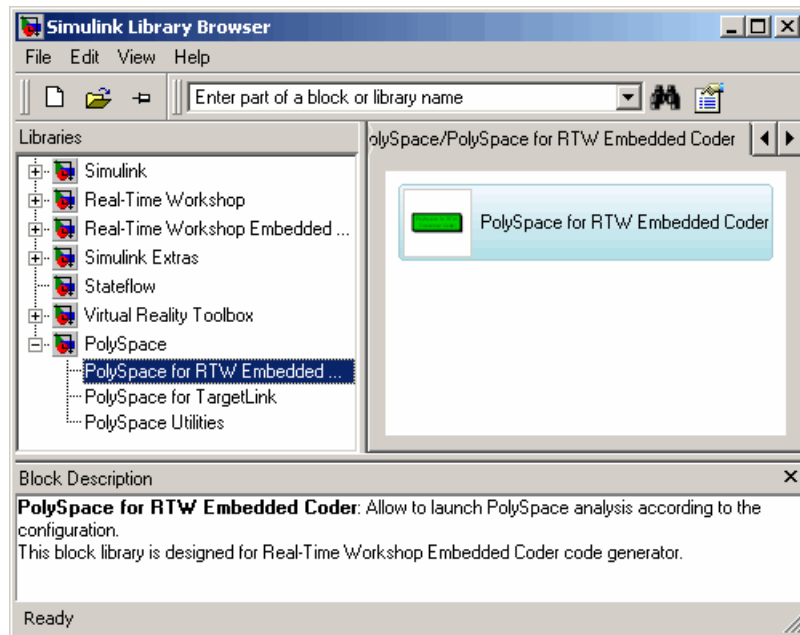 Simulink Library Browser
File Edit View Help
Enter part of a block or library name
Libraries
olySpace/PolySpace for RTW Embedded Coder
Simulink
Real-Time Workshop
Real-Time Workshop Embedded ...
Simulink Extras
Stateflow
Virtual Reality Toolbox
PolySpace
PolySpace for RTW Embedded ...
PolySpace for TargetLink
PolySpace Utilities
PolySpace for RTW Embedded Coder
Block Description
PolySpace for RTW Embedded Coder: Allow to launch PolySpace analysis according to the
configuration.
This block library is designed for Real-Time Workshop Embedded Coder code generator.
Ready